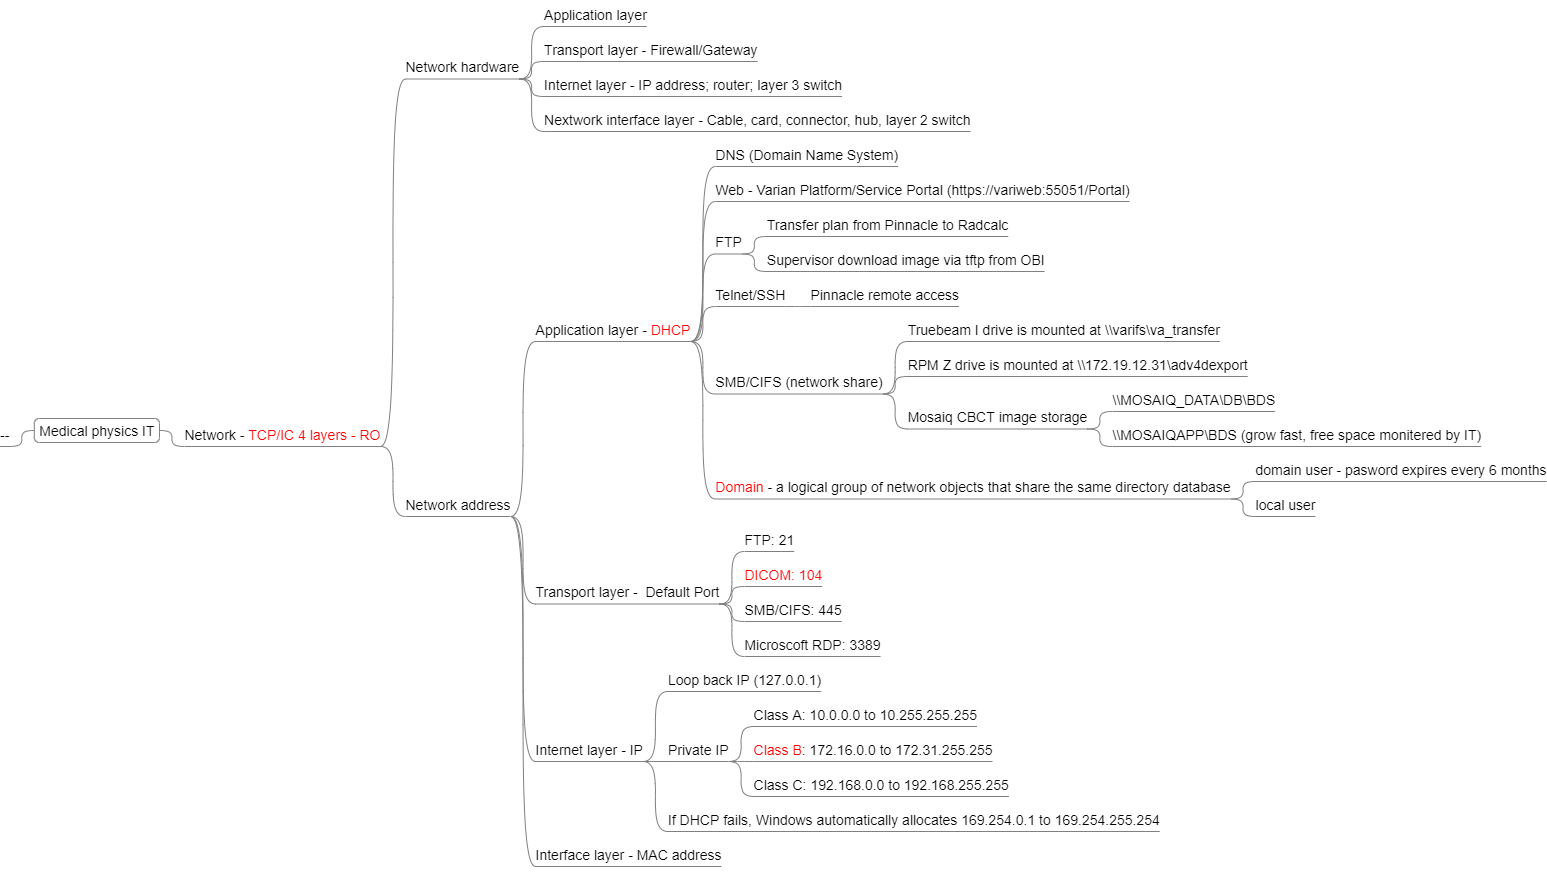 --
Medical physics IT
Network - TCP/IC 4 layers - RO
Network hardware
Application layer
Transport layer - Firewall/Gateway
Internet layer - IP address; router; layer 3 switch
Nextwork interface layer - Cable, card, connector, hub, layer 2 switch
Network address
Application layer - DHCP
DNS (Domain Name System)
Web - Varian Platform/Service Portal (https://variweb:55051/Portal)
FTP
Transfer plan from Pinnacle to Radcalc
Supervisor download image via tftp from OBI
Telnet/SSH
Pinnacle remote access
SMB/CIFS (network share)
Truebeam I drive is mounted at \\varifs\va_transfer
RPM Z drive is mounted at \\172.19.12.31\adv4dexport
Mosaiq CBCT image storage
\\MOSAIQ_DATA\DB\BDS
\\MOSAIQAPP\BDS (grow fast, free space monitered by IT)
Domain - a logical group of network objects that share the same directory database
domain user - pasword expires every 6 months
local user
Transport layer -  Default Port
FTP: 21
DICOM: 104
SMB/CIFS: 445
Microscoft RDP: 3389
Internet layer - IP
Loop back IP (127.0.0.1)
Private IP
Class A: 10.0.0.0 to 10.255.255.255
Class B: 172.16.0.0 to 172.31.255.255
Class C: 192.168.0.0 to 192.168.255.255
If DHCP fails, Windows automatically allocates 169.254.0.1 to 169.254.255.254
Interface layer - MAC address